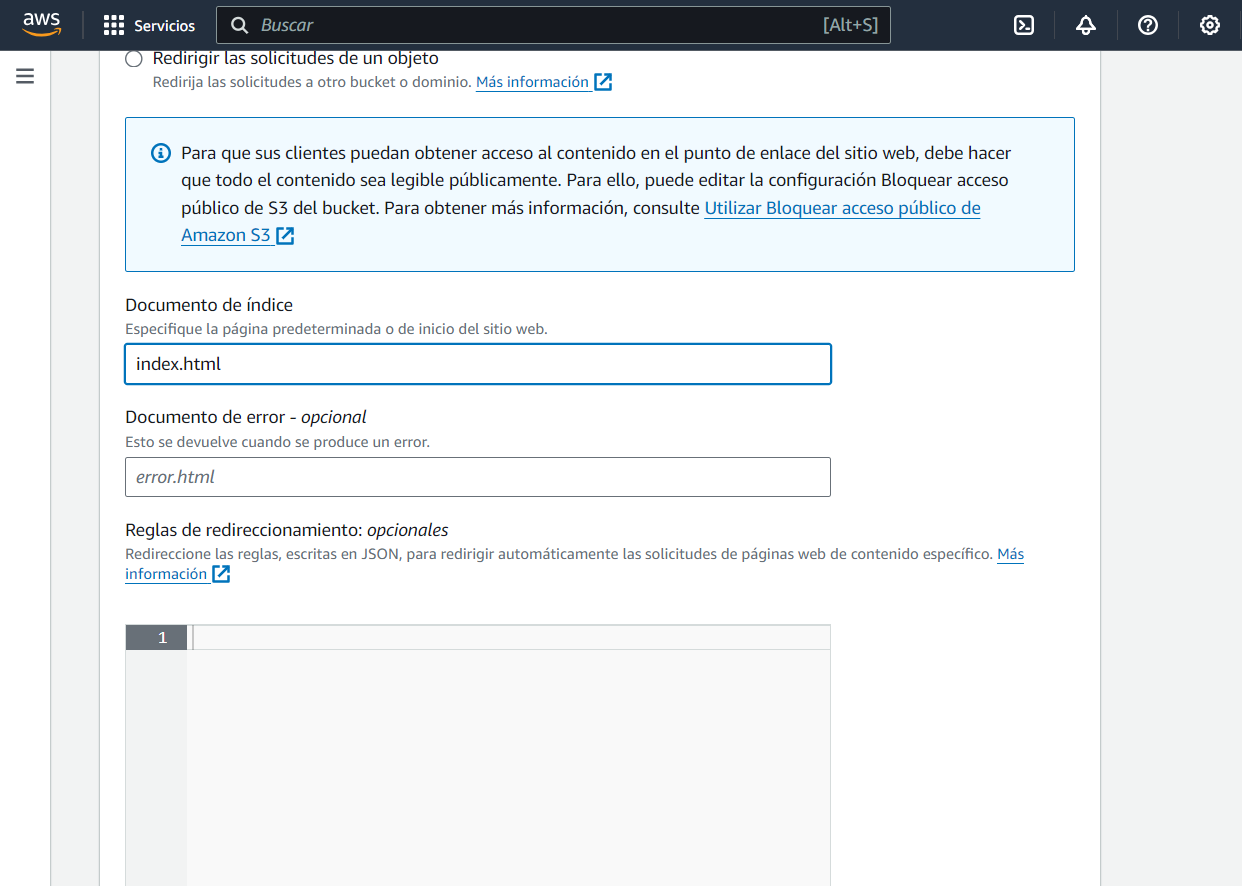 aws
Servicios
Buscar
[Alt+S]
Redirigir las solicitudes de un objeto
Redirija las solicitudes a otro bucket o dominio. Más información
Para que sus clientes puedan obtener acceso al contenido en el punto de enlace del sitio web, debe hacer
que todo el contenido sea legible públicamente. Para ello, puede editar la configuración Bloquear acceso
público de S3 del bucket. Para obtener más información, consulte Utilizar Bloquear acceso público de
Amazon S3
Documento de índice
Especifique la página predeterminada o de inicio del sitio web.
index.html
Documento de error - opcional
Esto se devuelve cuando se produce un error.
error.html
Reglas de redireccionamiento: opcionales
Redireccione las reglas, escritas en JSON, para redirigir automáticamente las solicitudes de páginas web de contenido específico. Más
información
1